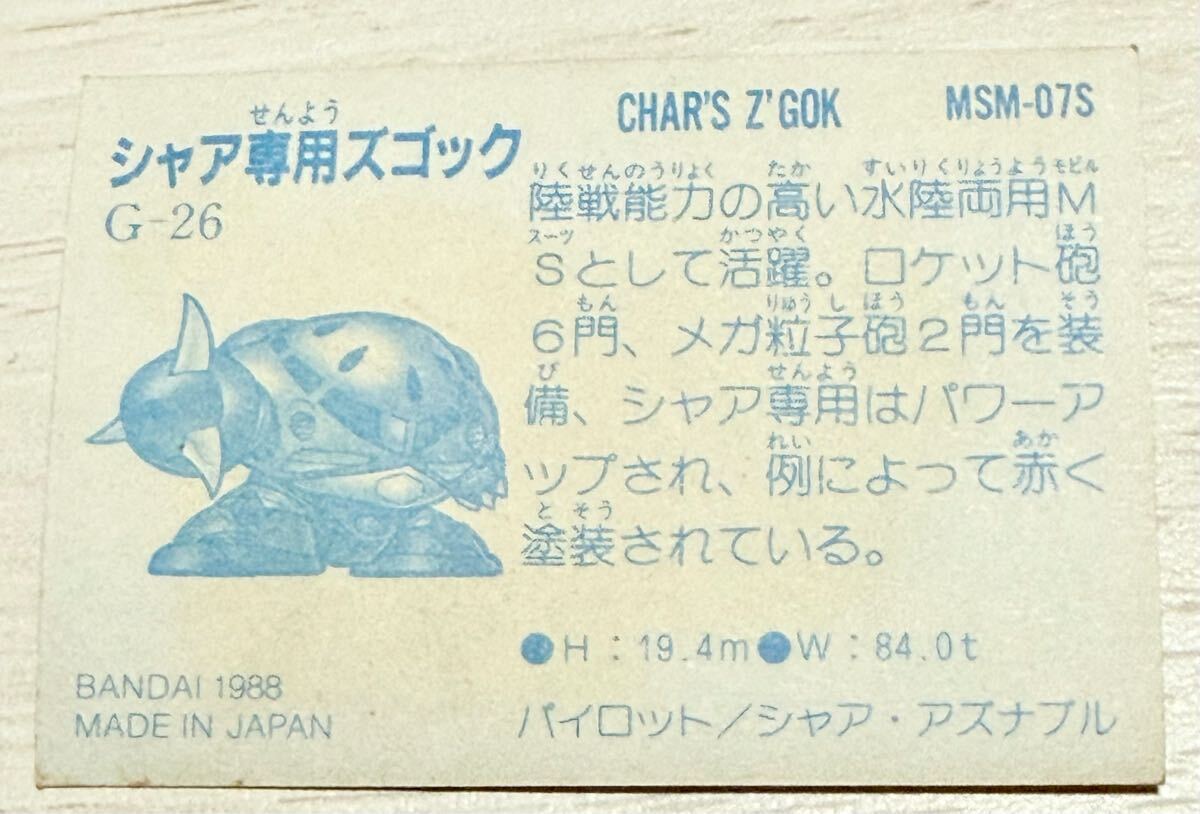 せんよう
シャア専用ズゴック
G-26
CHAR'S Z'GOK MSM-07S
りくせんのうりょく たか すいりくりょうようモビル
陸戦能力の高い水陸両用M
スーツ かつやく ほう
Sとして活躍。ロケット砲
もん りゅうしほう もん そう
6門、メガ粒子砲2門を装
び せんよう
備、シャア専用はパワーア
れい あか
ップされ、例によって赤く
とそう
塗装されている。
●H：19.4m●W：84.0t
パイロット／シャア・アズナブル
BANDAI 1988
MADE IN JAPAN